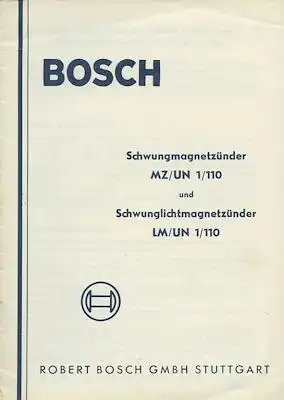 BOSCH
Schwungmagnetzünder
MZ/UN 1/110
und
Schwunglichtmagnetzünder
LM/UN 1/110
ROBERT BOSCH GMBH STUTTGART